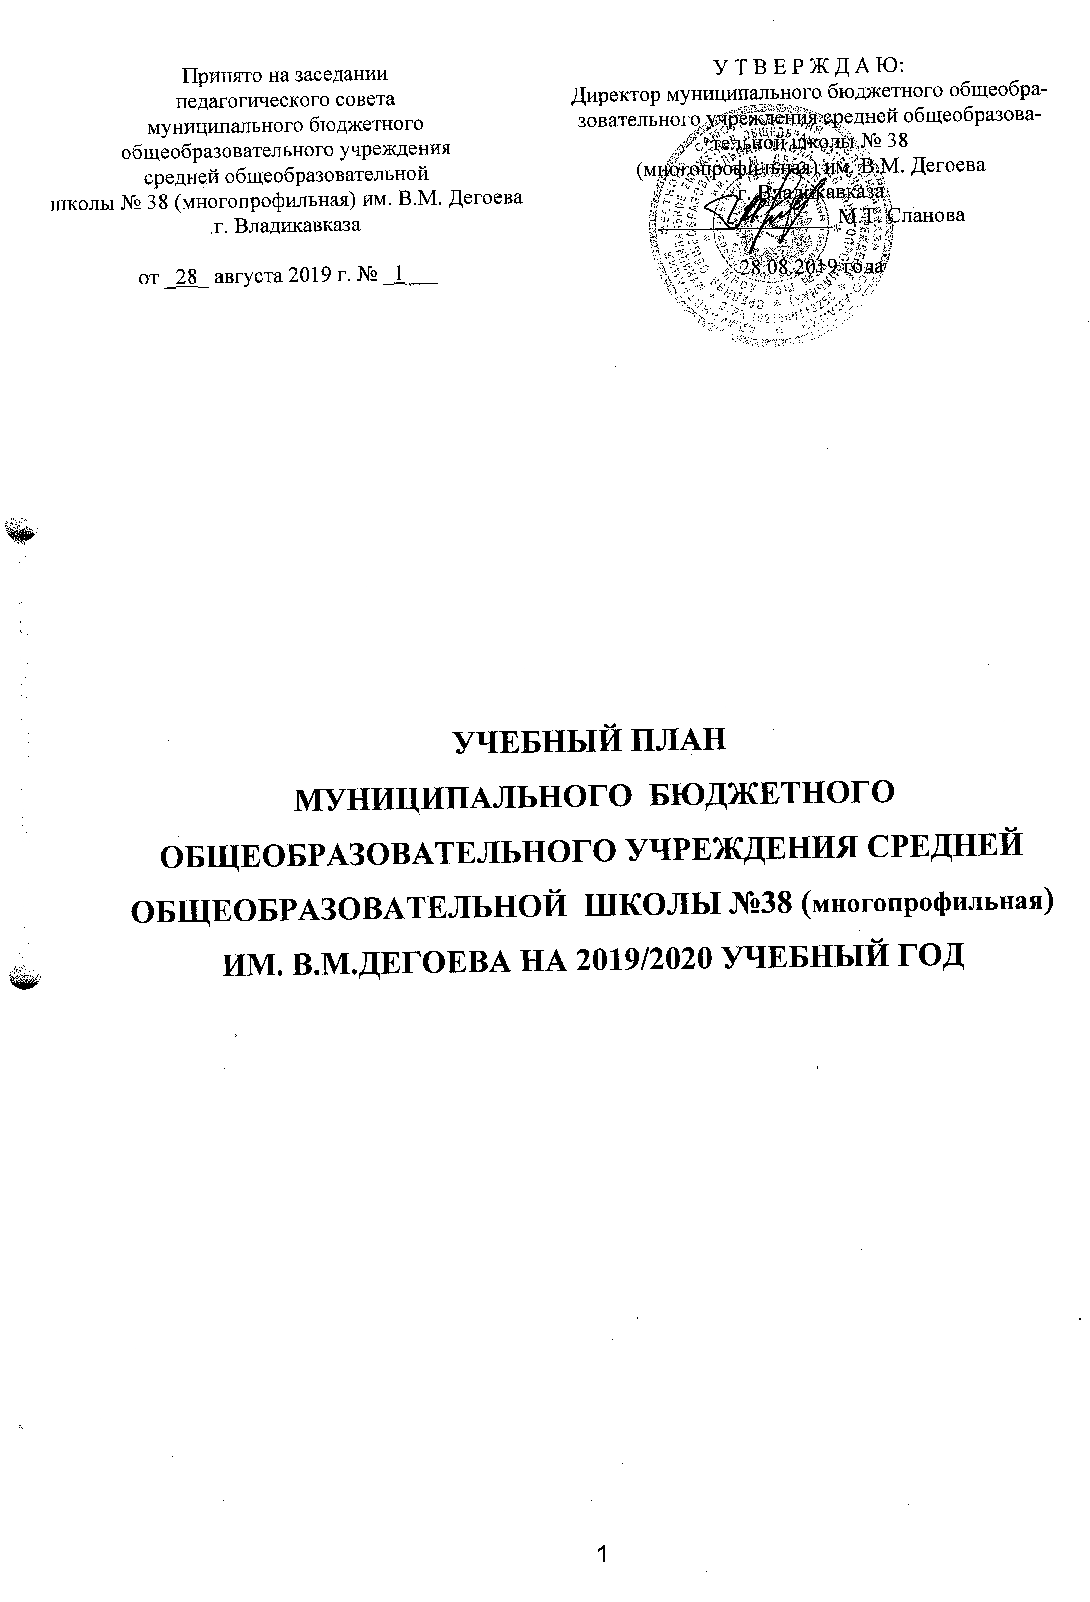 Принято на заседании
педагогического совета
муниципального бюджетного
общеобразовательного учреждения
средней общеобразовательной
школы № 38 (многопрофильная) им. В.М. Дегоева
.г. Владикавказа
от _28_ августа 2019 г. № _1___
У Т В Е Р Ж Д А Ю:
Директор муниципального бюджетного общеобра-
зовательного учреждения средней общеобразова-
тельной школы № 38
(многопрофильная) им. В.М. Дегоева
г. Владикавказа
М.Т. Сланова
28.08.2019 года
УЧЕБНЫЙ ПЛАН
МУНИЦИПАЛЬНОГО БЮДЖЕТНОГО
ОБЩЕОБРАЗОВАТЕЛЬНОГО УЧРЕЖДЕНИЯ СРЕДНЕЙ
ОБЩЕОБРАЗОВАТЕЛЬНОЙ ШКОЛЫ №38 (многопрофильная)
ИМ. В.М.ДЕГОЕВА НА 2019/2020 УЧЕБНЫЙ ГОД
1